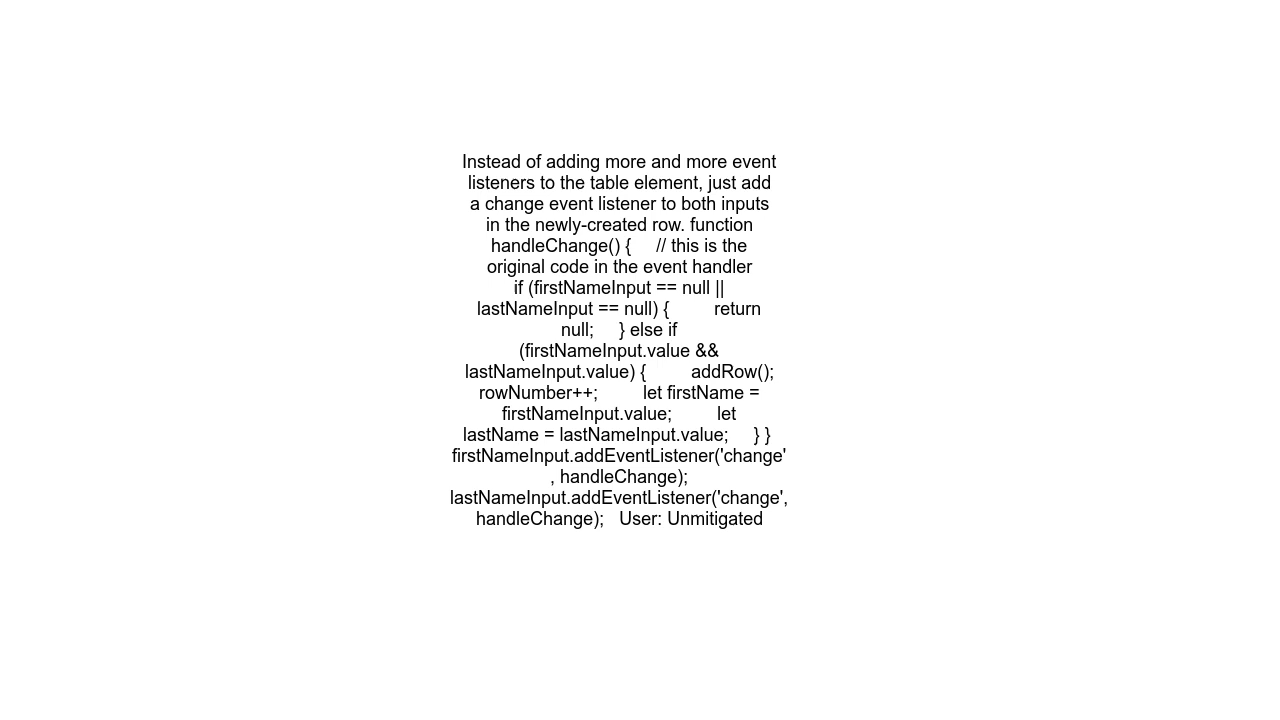 Instead of adding more and more event
listeners to the table element, just add
a change event listener to both inputs
in the newly-created row. function
handleChange() {     // this is the
original code in the event handler
if (firstNameInput == null ||
lastNameInput == null) {         return
null;     } else if
(firstNameInput.value &&
lastNameInput.value) {         addRow();
rowNumber++;         let firstName =
firstNameInput.value;         let
lastName = lastNameInput.value;     } }
firstNameInput.addEventListener('change'
, handleChange);
lastNameInput.addEventListener('change',
handleChange);   User: Unmitigated